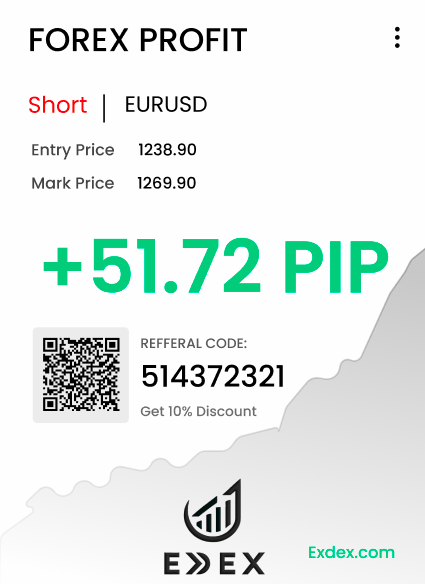 FOREX PROFIT
Short | EURUSD
Entry Price 1238.90
Mark Price 1269.90
+51.72 PIP
REFFERAL CODE:
514372321
Get 10% Discount
EXDEX
Exdex.com